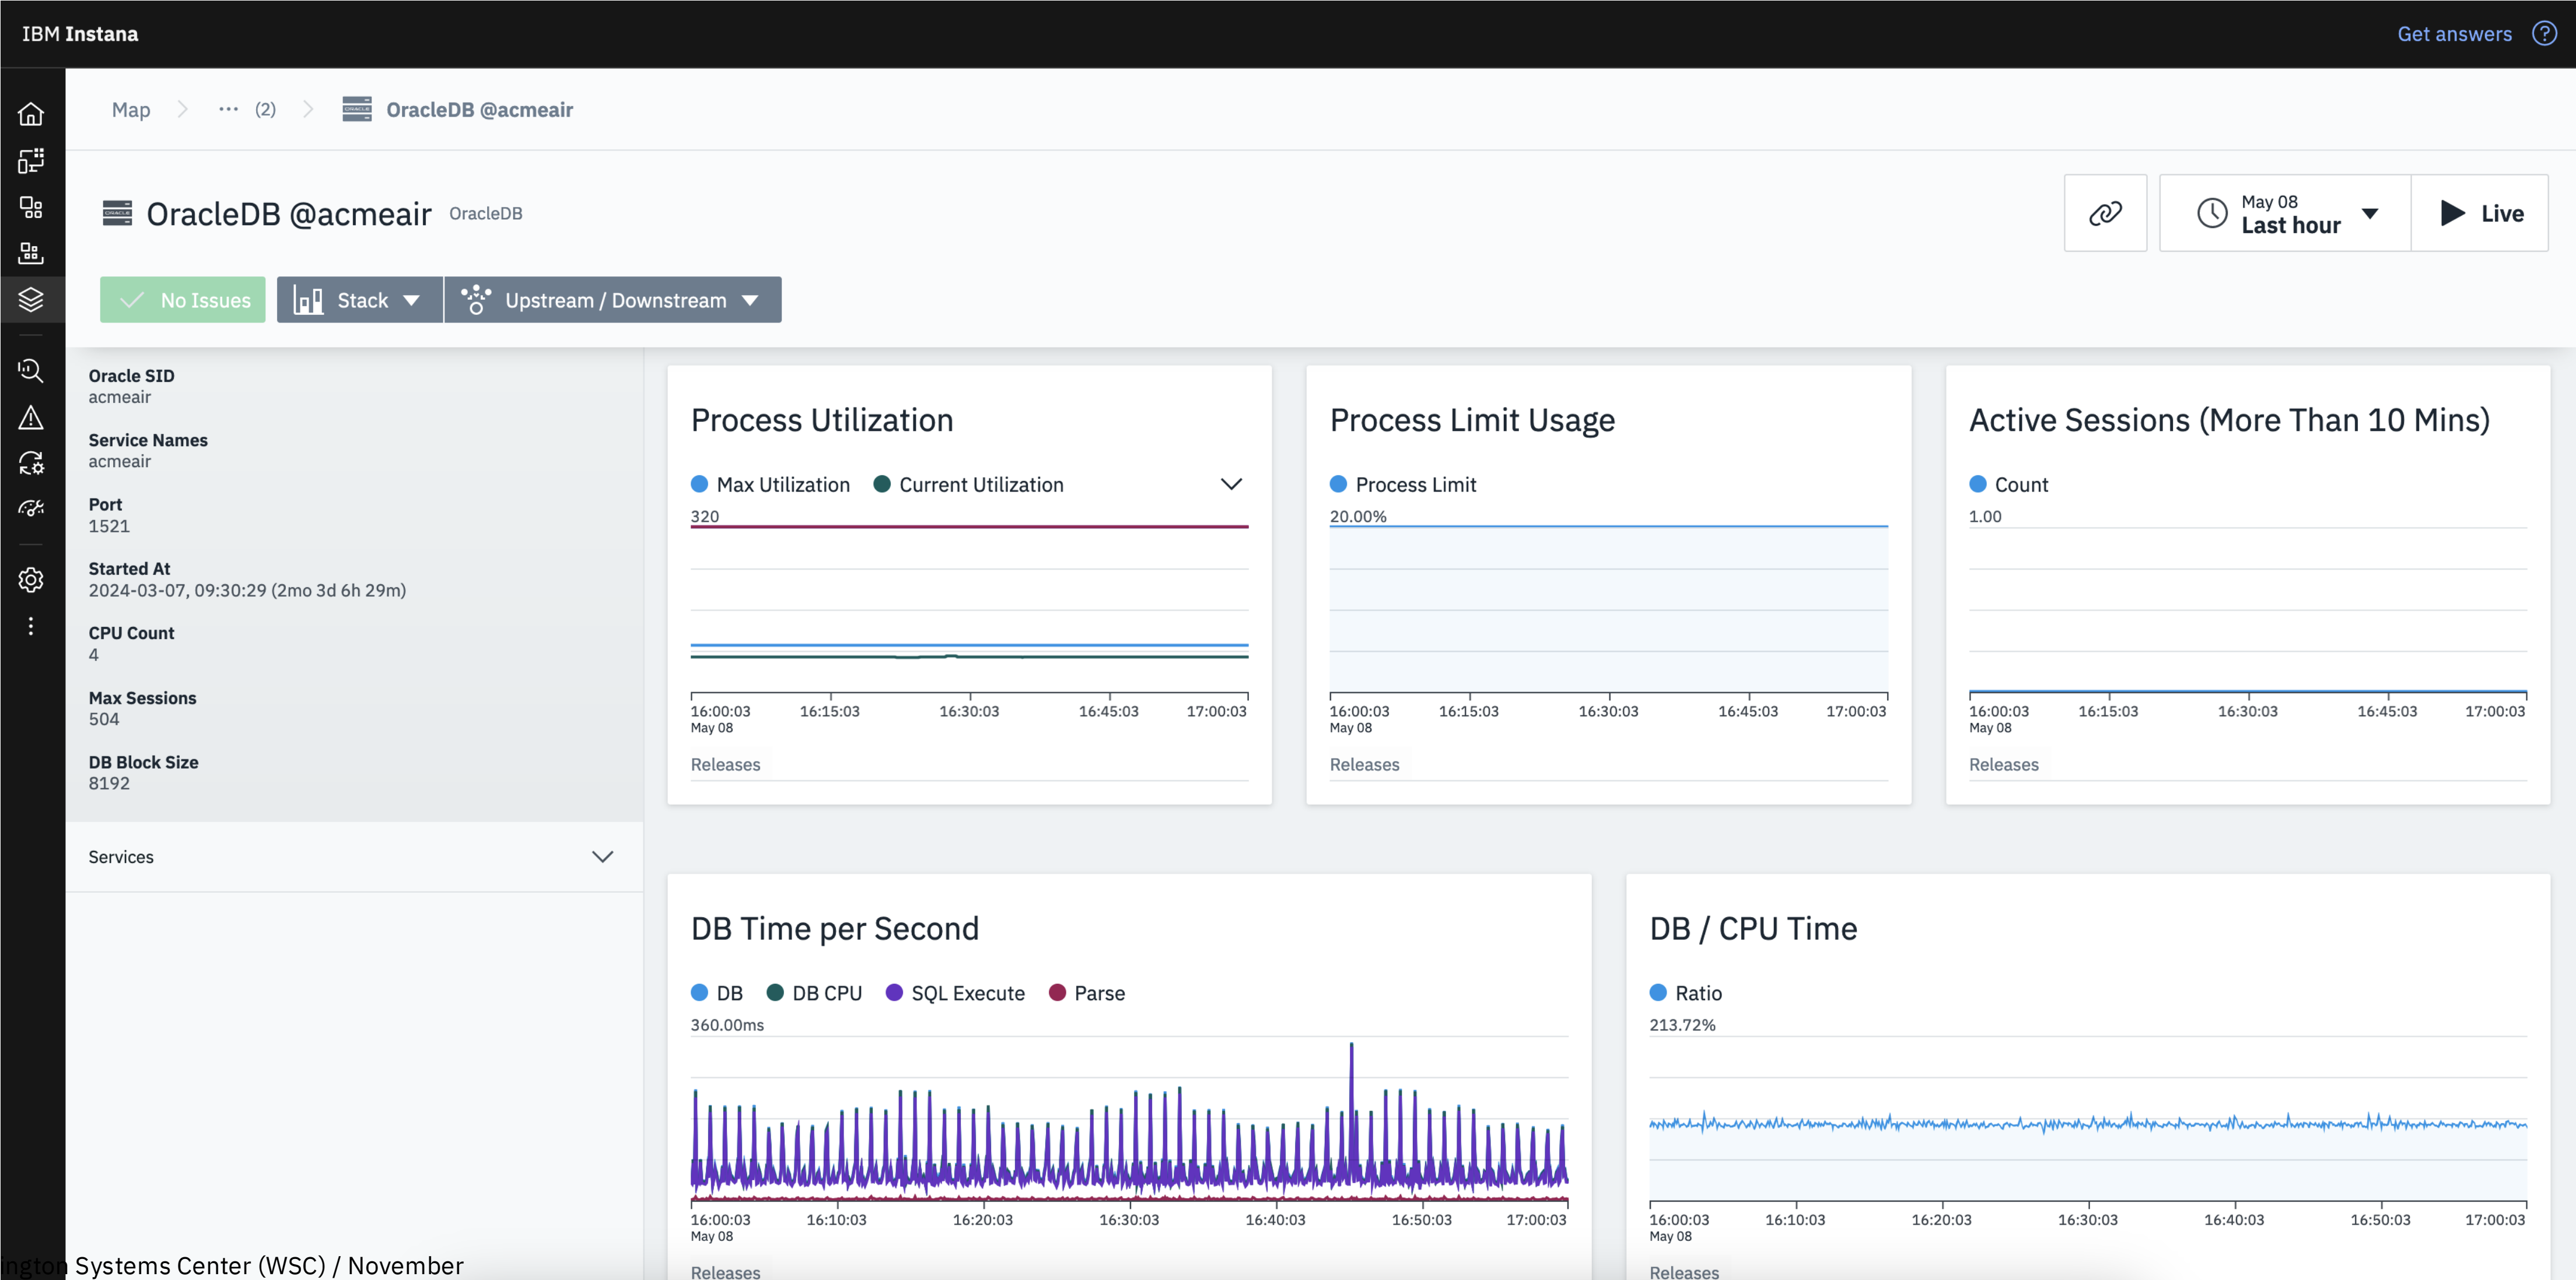 IBM Instana
Get answers
Map
... (2)
OracleDB @acmeair
OracleDB @acmeair
OracleDB
May 08
Last hour
Live
No Issues
Stack
Upstream / Downstream
Oracle SID
acmeair
Service Names
acmeair
Port
1521
Started At
2024-03-07, 09:30:29 (2mo 3d 6h 29m)
CPU Count
4
Max Sessions
504
DB Block Size
8192
Services
Process Utilization
Max Utilization Current Utilization
320
16:00:03 16:15:03 16:30:03 16:45:03 17:00:03
May 08
Releases
Process Limit Usage
Process Limit
20.00%
16:00:03 16:15:03 16:30:03 16:45:03 17:00:03
May 08
Releases
Active Sessions (More Than 10 Mins)
Count
1.00
16:00:03 16:15:03 16:30:03 16:45:03 17:00:03
May 08
Releases
DB Time per Second
DB DB CPU SQL Execute Parse
360.00ms
16:00:03 16:10:03 16:20:03 16:30:03 16:40:03 16:50:03 17:00:03
May 08
Releases
DB / CPU Time
Ratio
213.72%
16:00:03 16:10:03 16:20:03 16:30:03 16:40:03 16:50:03 17:00:03
May 08
Releases
ington Systems Center (WSC) / November